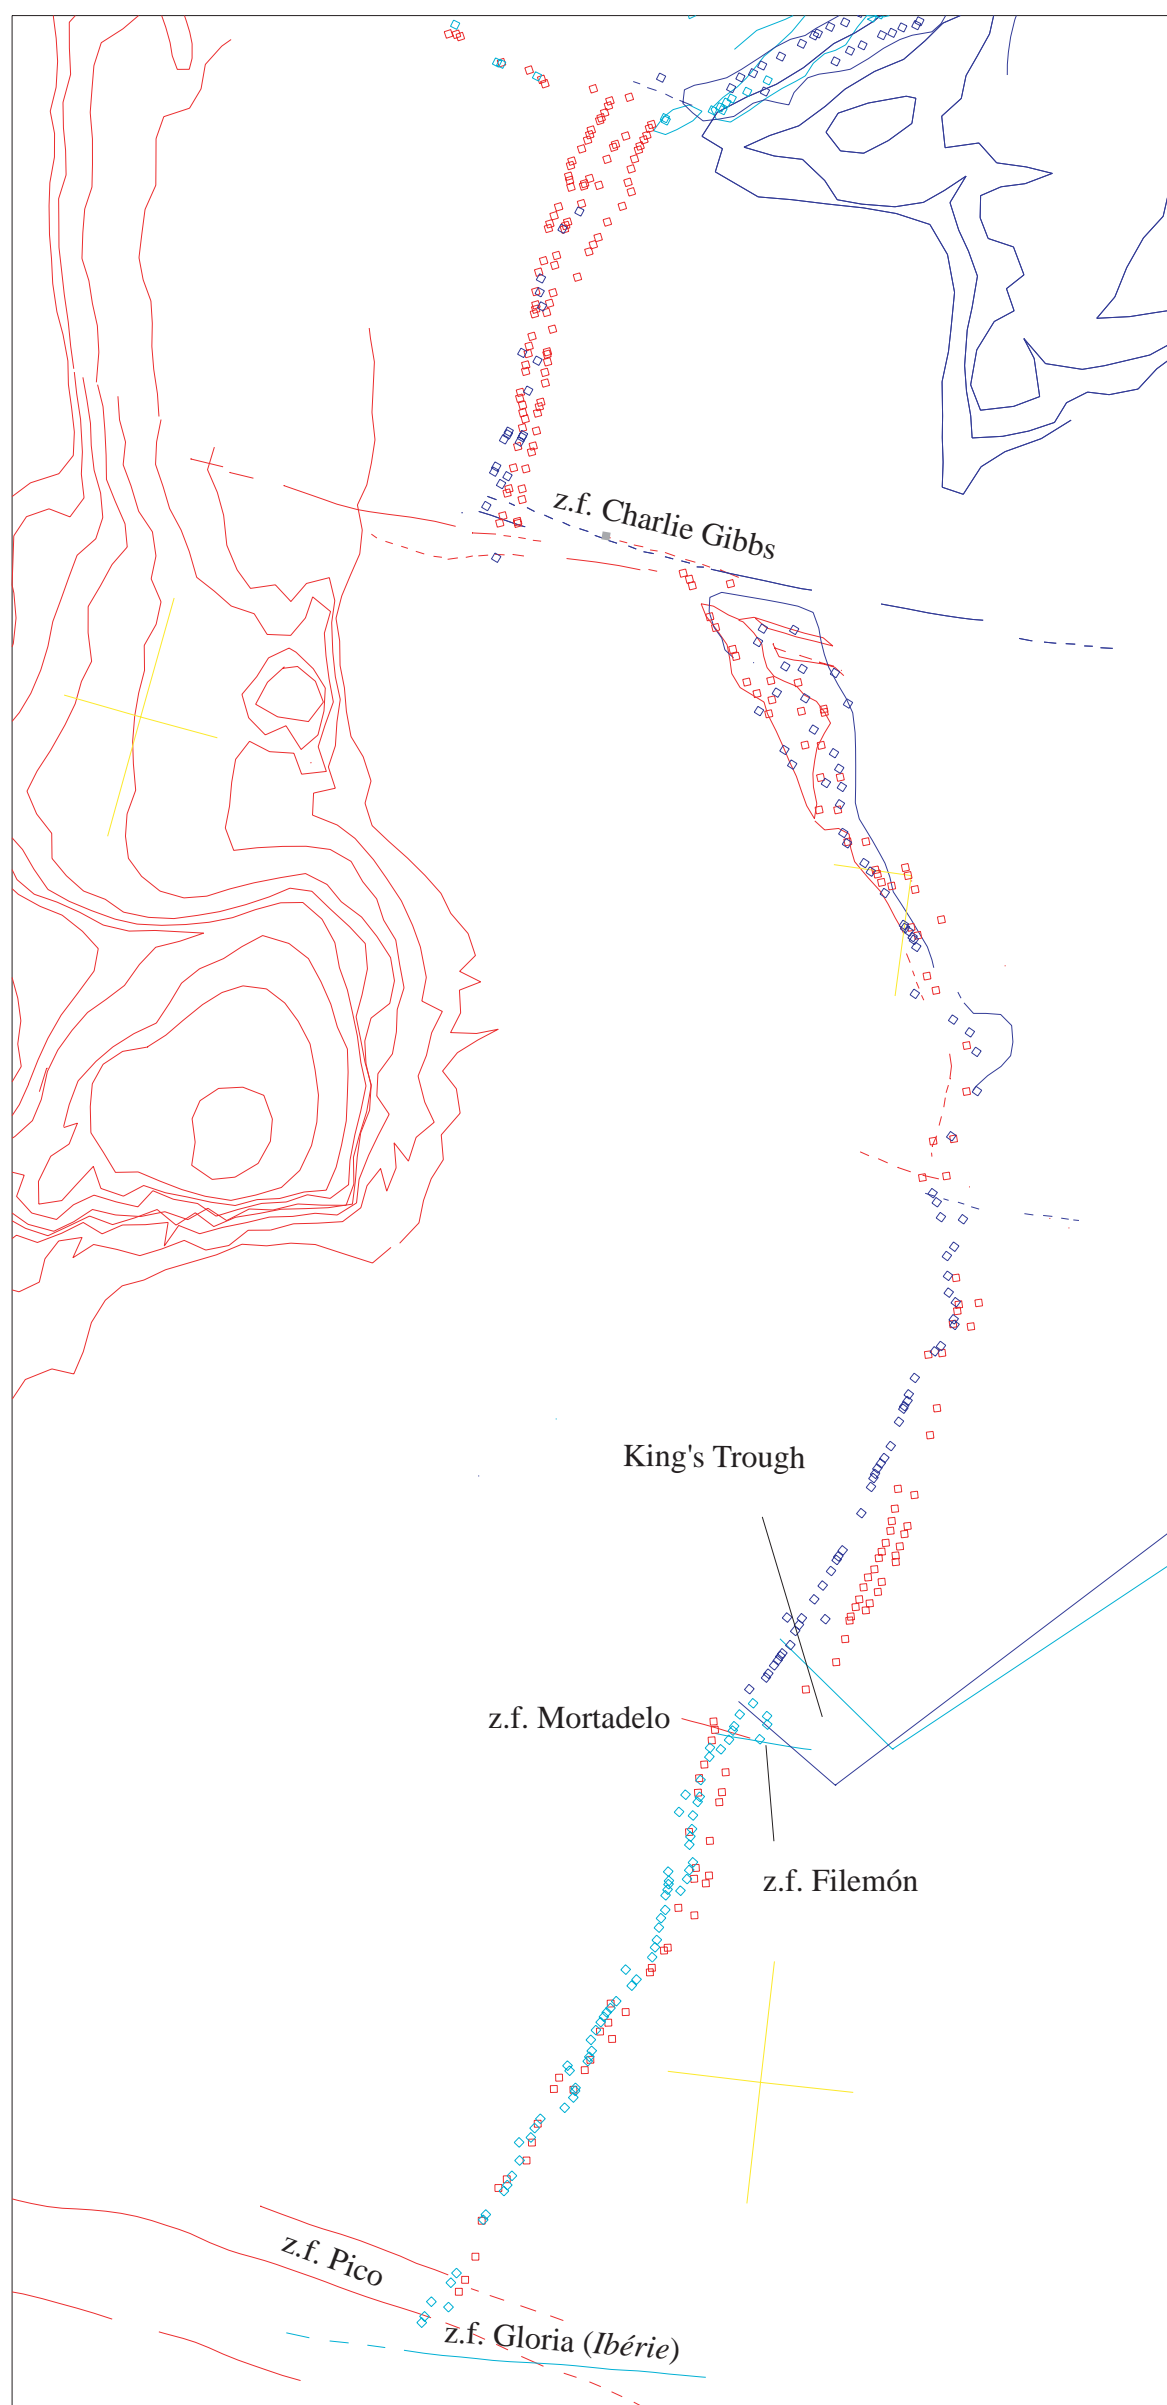 z.f. Charlie Gibbs
King's Trough
z.f. Mortadelo
z.f. Filemón
z.f. Pico
z.f. Gloria (Ibérie)